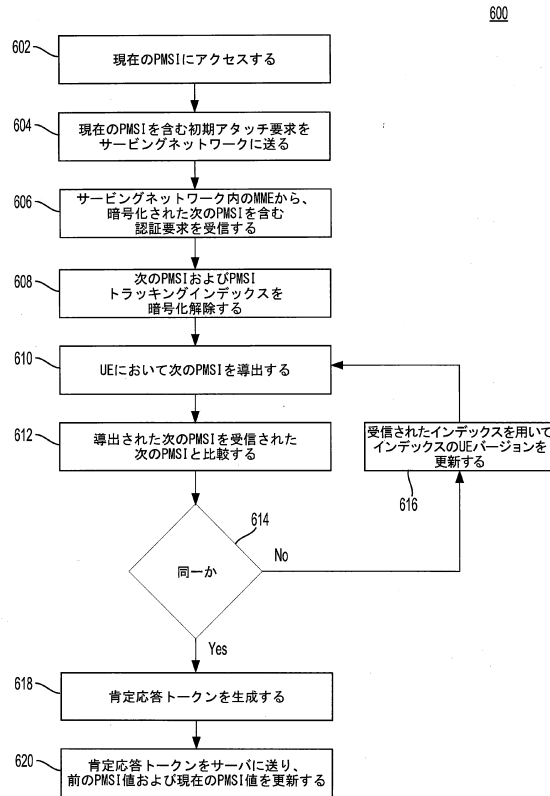 600
602
現在のPMSIにアクセスする
604
現在のPMSIを含む初期アタッチ要求を
サービングネットワークに送る
606
サービングネットワーク内のMMEから、
暗号化された次のPMSIを含む
認証要求を受信する
608
次のPMSIおよびPMSI
トラッキングインデックスを
暗号化解除する
610
UEにおいて次のPMSIを導出する
612
導出された次のPMSIを受信された
次のPMSIと比較する
受信されたインデックスを用いて
インデックスのUEバージョンを
更新する
616
614
同一か
No
Yes
618
肯定応答トークンを生成する
620
肯定応答トークンをサーバに送り、
前のPMSI値および現在のPMSI値を更新する